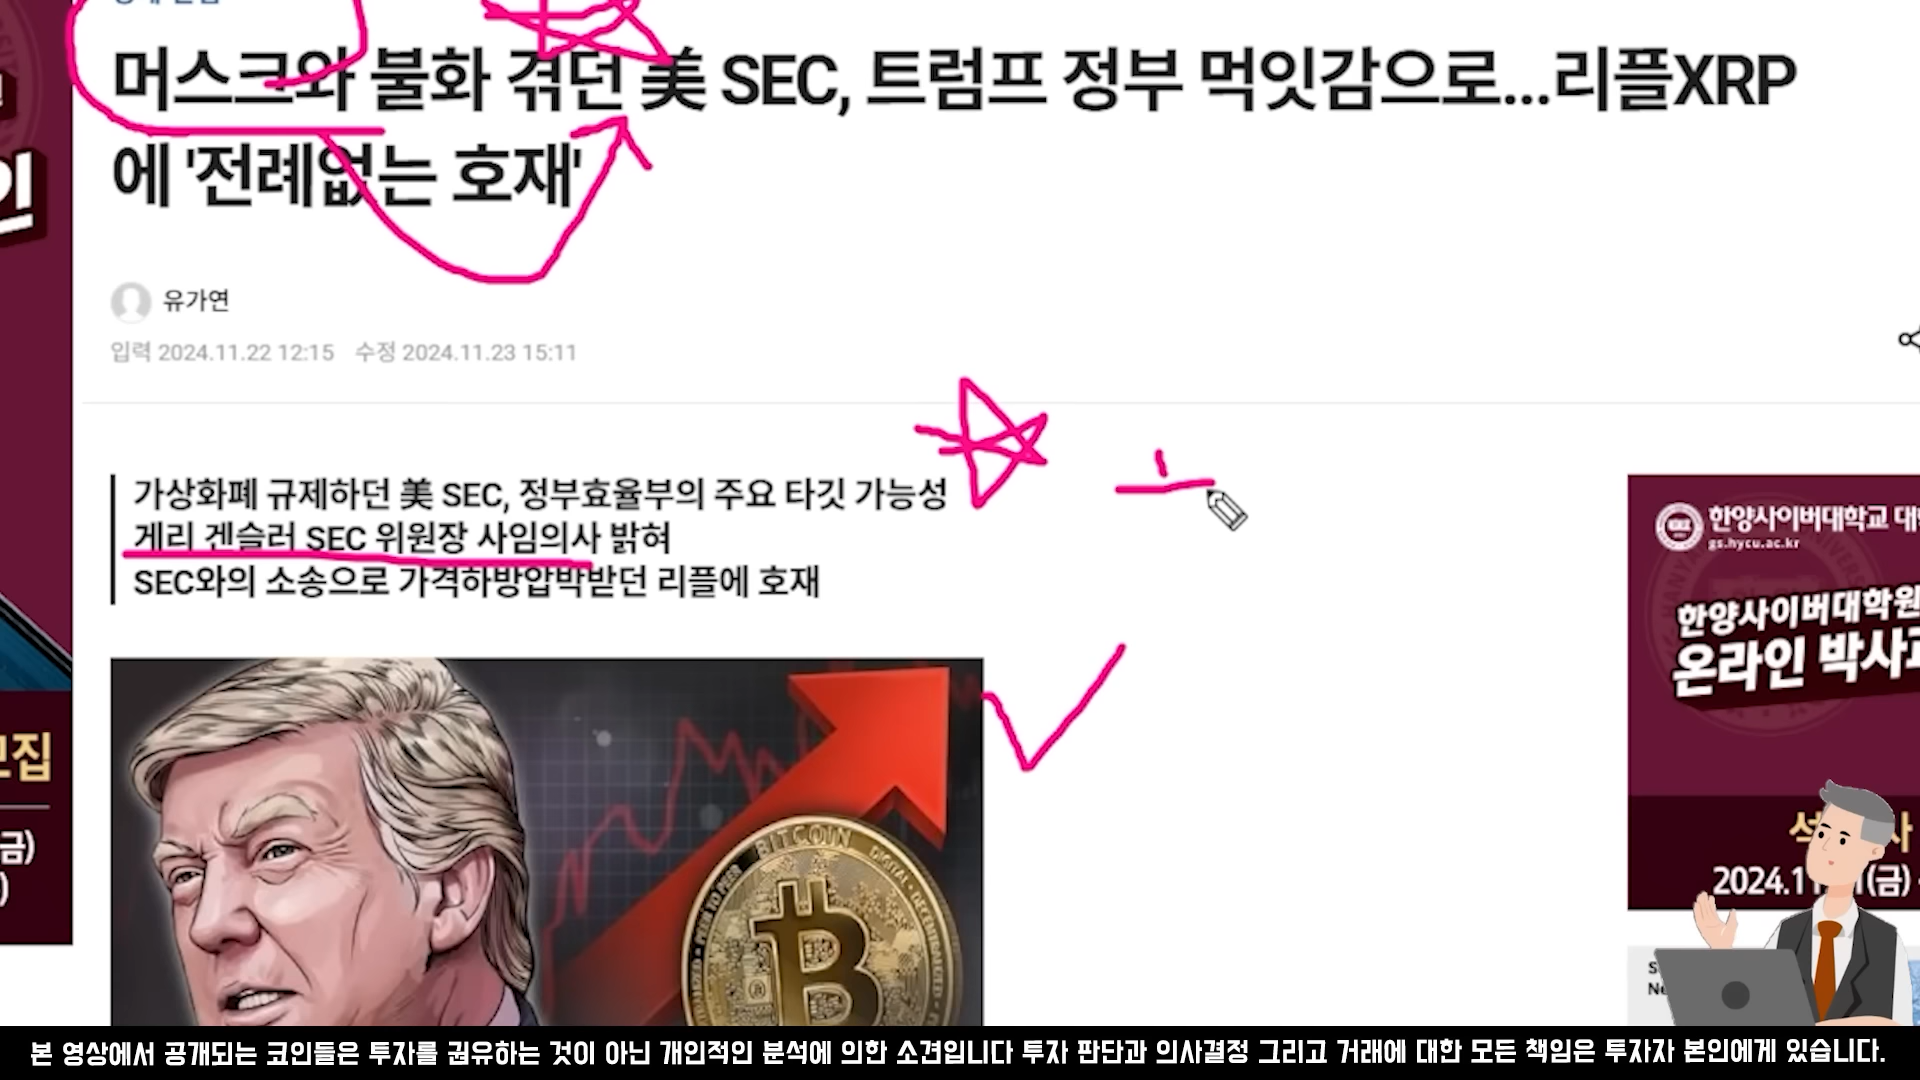 머스크와 불화 겪던 美 SEC, 트럼프 정부 먹잇감으로...리플XRP
에 '전례없는 호재'
인
유가연
입력 2024.11.22 12:15 수정 2024.11.23 15:11
가상화폐 규제하던 美 SEC, 정부효율부의 주요 타깃 가능성
게리 겐슬러 SEC 위원장 사임의사 밝혀
SEC와의 소송으로 가격하방압박받던 리플에 호재
한양사이버대학교
gs.hycu.ac.kr
한양사이버대학원
온라인 박사
집
금)
BITCOIN
DIGITAL
DECENTRALIZED
PEER TO PEER
(금)
본 영상에서 공개되는 코인들은 투자를 권유하는 것이 아닌 개인적인 분석에 의한 소견입니다 투자 판단과 의사결정 그리고 거래에 대한 모든 책임은 투자자 본인에게 있습니다.